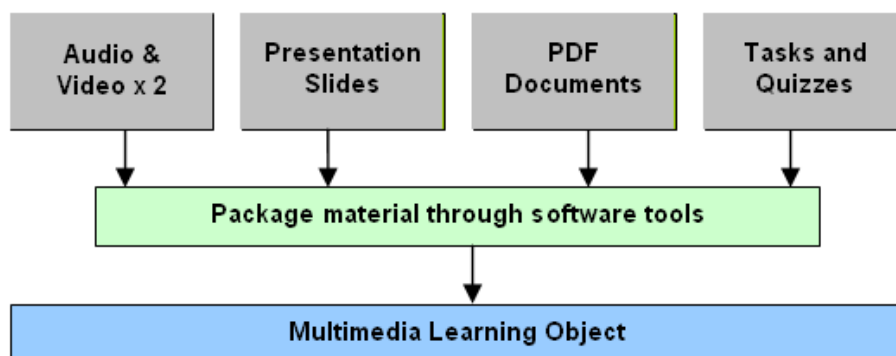 Audio &
Video x 2
Presentation
Slides
PDF
Documents
Tasks and
Quizzes
Package material through software tools
Multimedia Learning Object